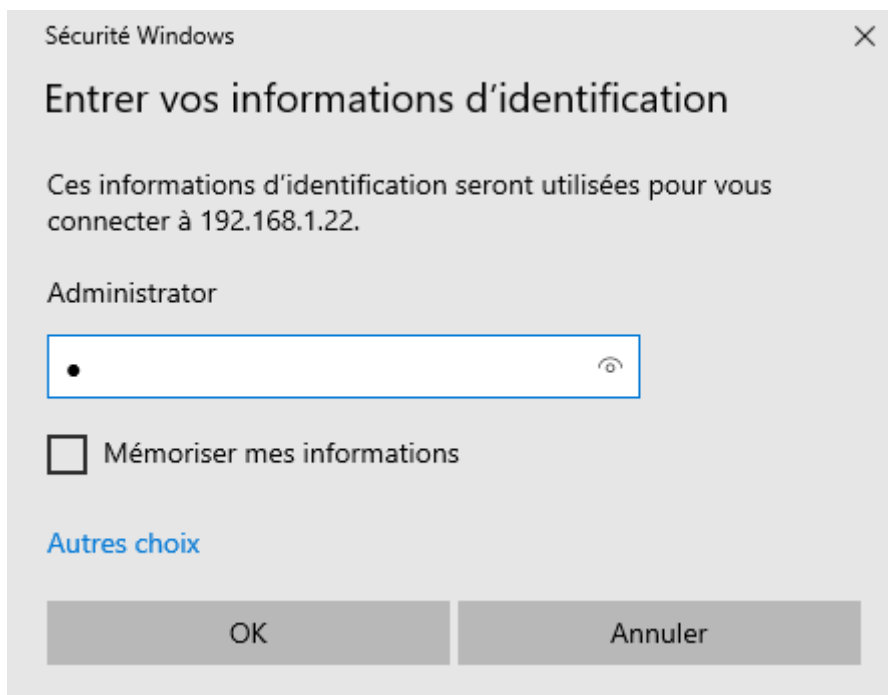 Sécurité Windows
Entrer vos informations d’identification
Ces informations d’identification seront utilisées pour vous
connecter à 192.168.1.22.
Administrator
●
Mémoriser mes informations
Autres choix
OK
Annuler